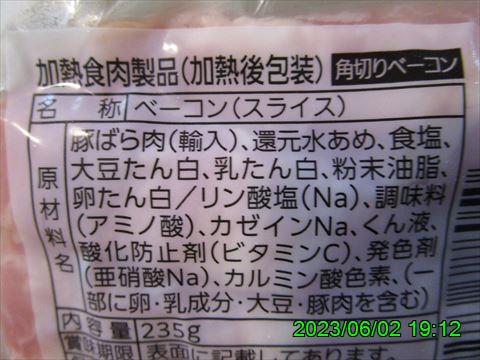 加熱食肉製品(加熱後包装) 角切りベーコン
名称 ベーコン(スライス)
原材料名 豚ばら肉(輸入)、還元水あめ、食塩、
大豆たん白、乳たん白、粉末油脂、
卵たん白/リン酸塩(Na)、調味料
(アミノ酸)、カゼインNa、くん液、
酸化防止剤(ビタミンC)、発色剤
(亜硝酸Na)、カルミン酸色素、(一
部に卵・乳成分・大豆・豚肉を含む)
内容量 235g
賞味期限 表面に記載してあります。
2023/06/02 19:12